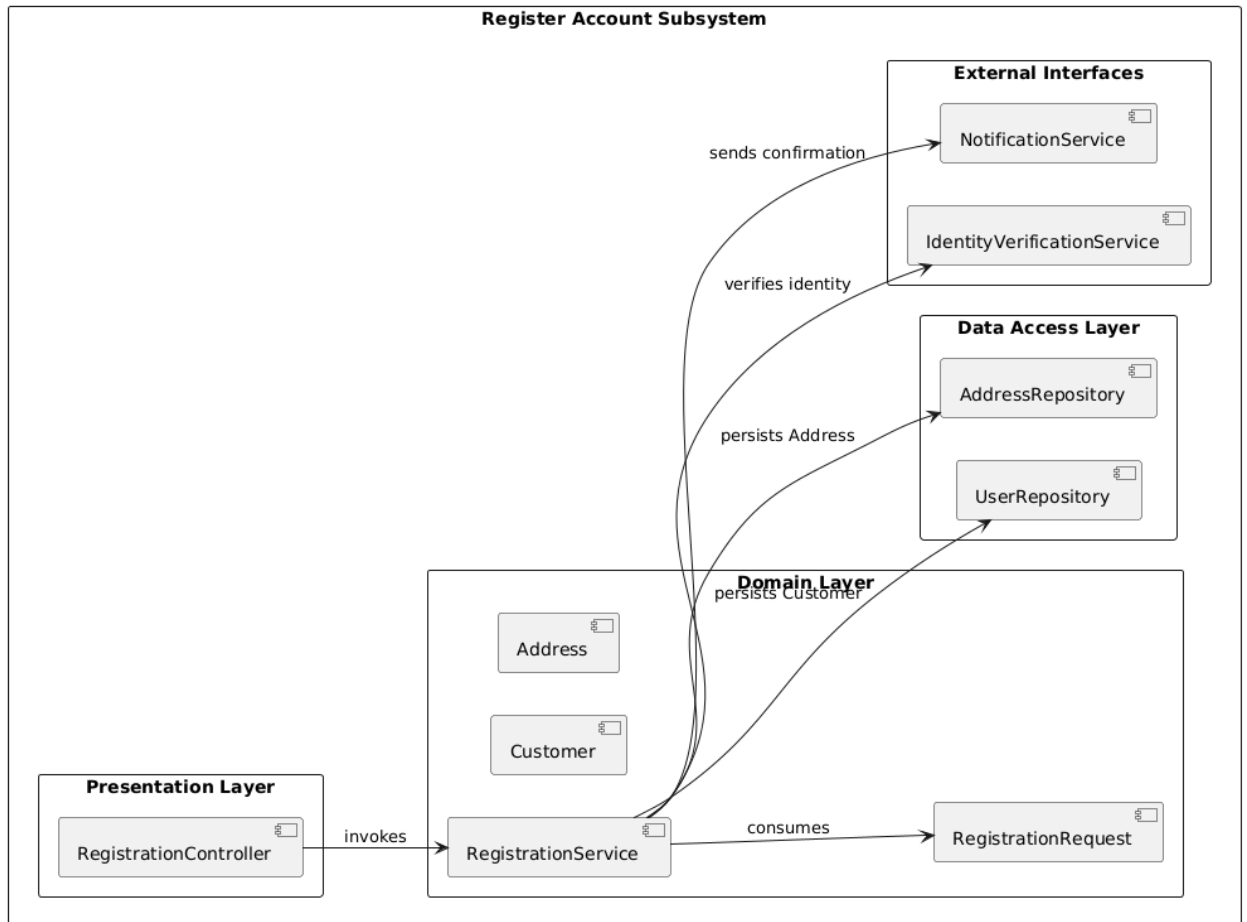 Register Account Subsystem
External Interfaces
NotificationService
sends confirmation
IdentityVerificationService
verifies identity
Data Access Layer
AddressRepository
persists Address
UserRepository
Domain Layer
persists Customer
Address
Customer
Presentation Layer
RegistrationController
invokes
RegistrationService
consumes
RegistrationRequest